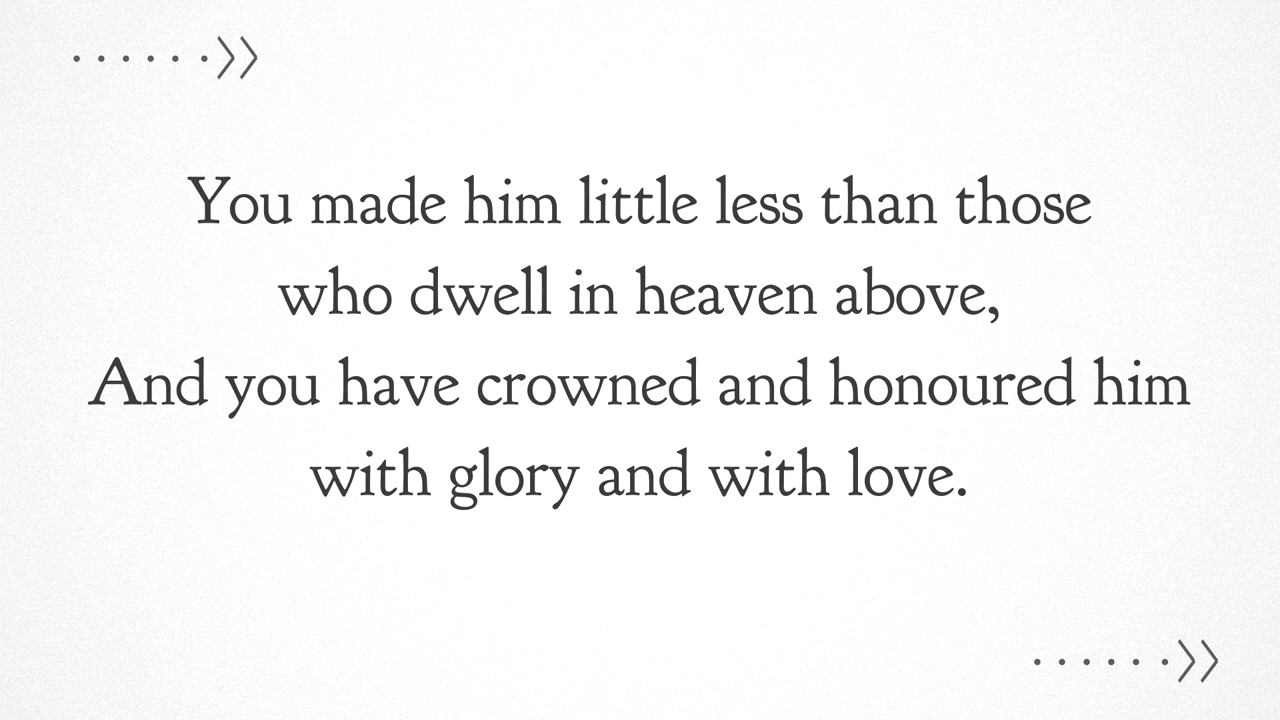 You made him little less than those
who dwell in heaven above,
And you have crowned and honoured him
with glory and with love.